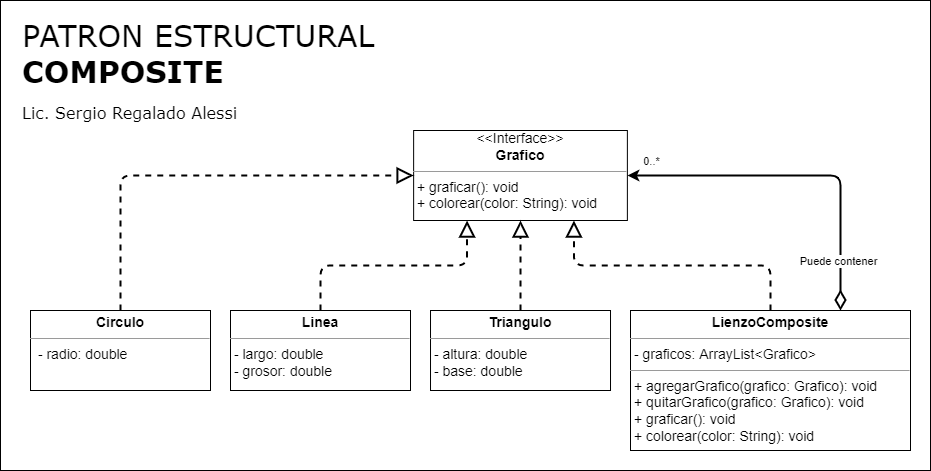 PATRON ESTRUCTURAL
COMPOSITE
Lic. Sergio Regalado Alessi
<<Interface>>
Grafico
+ graficar(): void
+ colorear(color: String): void
0..*
Puede contener
Circulo
- radio: double
Linea
- largo: double
- grosor: double
Triangulo
- altura: double
- base: double
LienzoComposite
- graficos: ArrayList<Grafico>
+ agregarGrafico(grafico: Grafico): void
+ quitarGrafico(grafico: Grafico): void
+ graficar(): void
+ colorear(color: String): void